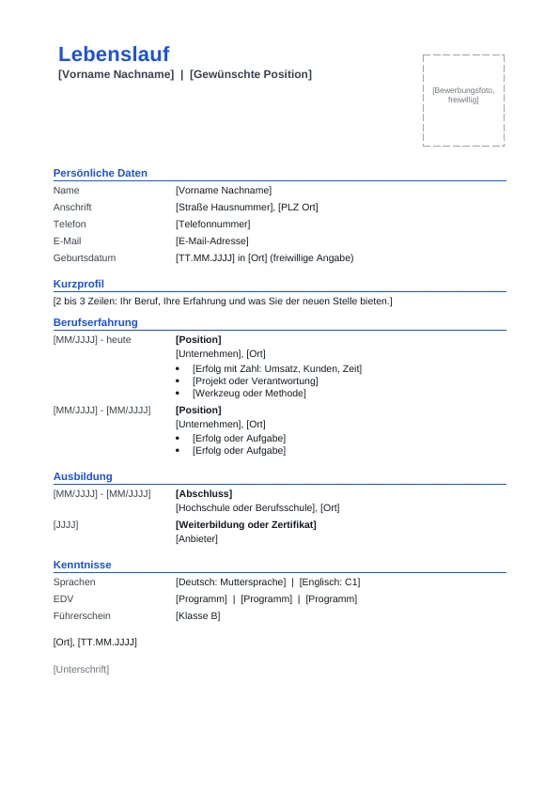 Lebenslauf
[Vorname Nachname] | [Gewünschte Position]
[Bewerbungsfoto,
freiwillig]
Persönliche Daten
Name [Vorname Nachname]
Anschrift [Straße Hausnummer], [PLZ Ort]
Telefon [Telefonnummer]
E-Mail [E-Mail-Adresse]
Geburtsdatum [TT.MM.JJJJ] in [Ort] (freiwillige Angabe)
Kurzprofil
[2 bis 3 Zeilen: Ihr Beruf, Ihre Erfahrung und was Sie der neuen Stelle bieten.]
Berufserfahrung
[MM/JJJJ] - heute [Position]
[Unternehmen], [Ort]
• [Erfolg mit Zahl: Umsatz, Kunden, Zeit]
• [Projekt oder Verantwortung]
• [Werkzeug oder Methode]
[MM/JJJJ] - [MM/JJJJ] [Position]
[Unternehmen], [Ort]
• [Erfolg oder Aufgabe]
• [Erfolg oder Aufgabe]
Ausbildung
[MM/JJJJ] - [MM/JJJJ] [Abschluss]
[Hochschule oder Berufsschule], [Ort]
[JJJJ] [Weiterbildung oder Zertifikat]
[Anbieter]
Kenntnisse
Sprachen [Deutsch: Muttersprache] | [Englisch: C1]
EDV [Programm] | [Programm] | [Programm]
Führerschein [Klasse B]
[Ort], [TT.MM.JJJJ]
[Unterschrift]